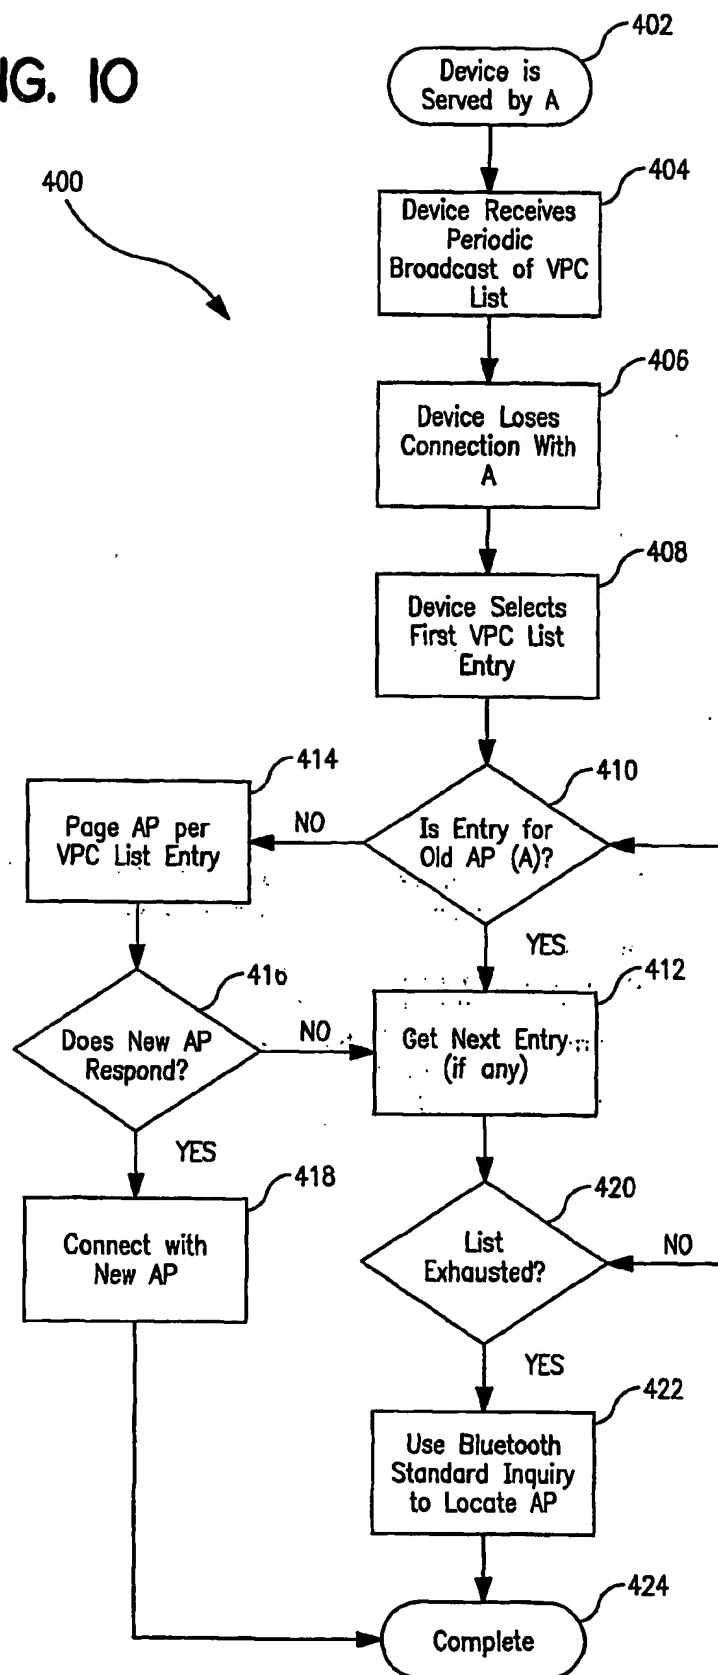 IG. 10
402
Device is
Served by A
400
404
Device Receives
Periodic
Broadcast of VPC
List
406
Device Loses
Connection With
A
408
Device Selects
First VPC List
Entry
414
410
Page AP per
VPC List Entry
NO
Is Entry for
Old AP (A)?
YES
416
412
Does New AP
Respond?
NO
Get Next Entry
(if any)
YES
418
420
Connect with
New AP
List
Exhausted?
NO
YES
422
Use Bluetooth
Standard Inquiry
to Locate AP
424
Complete